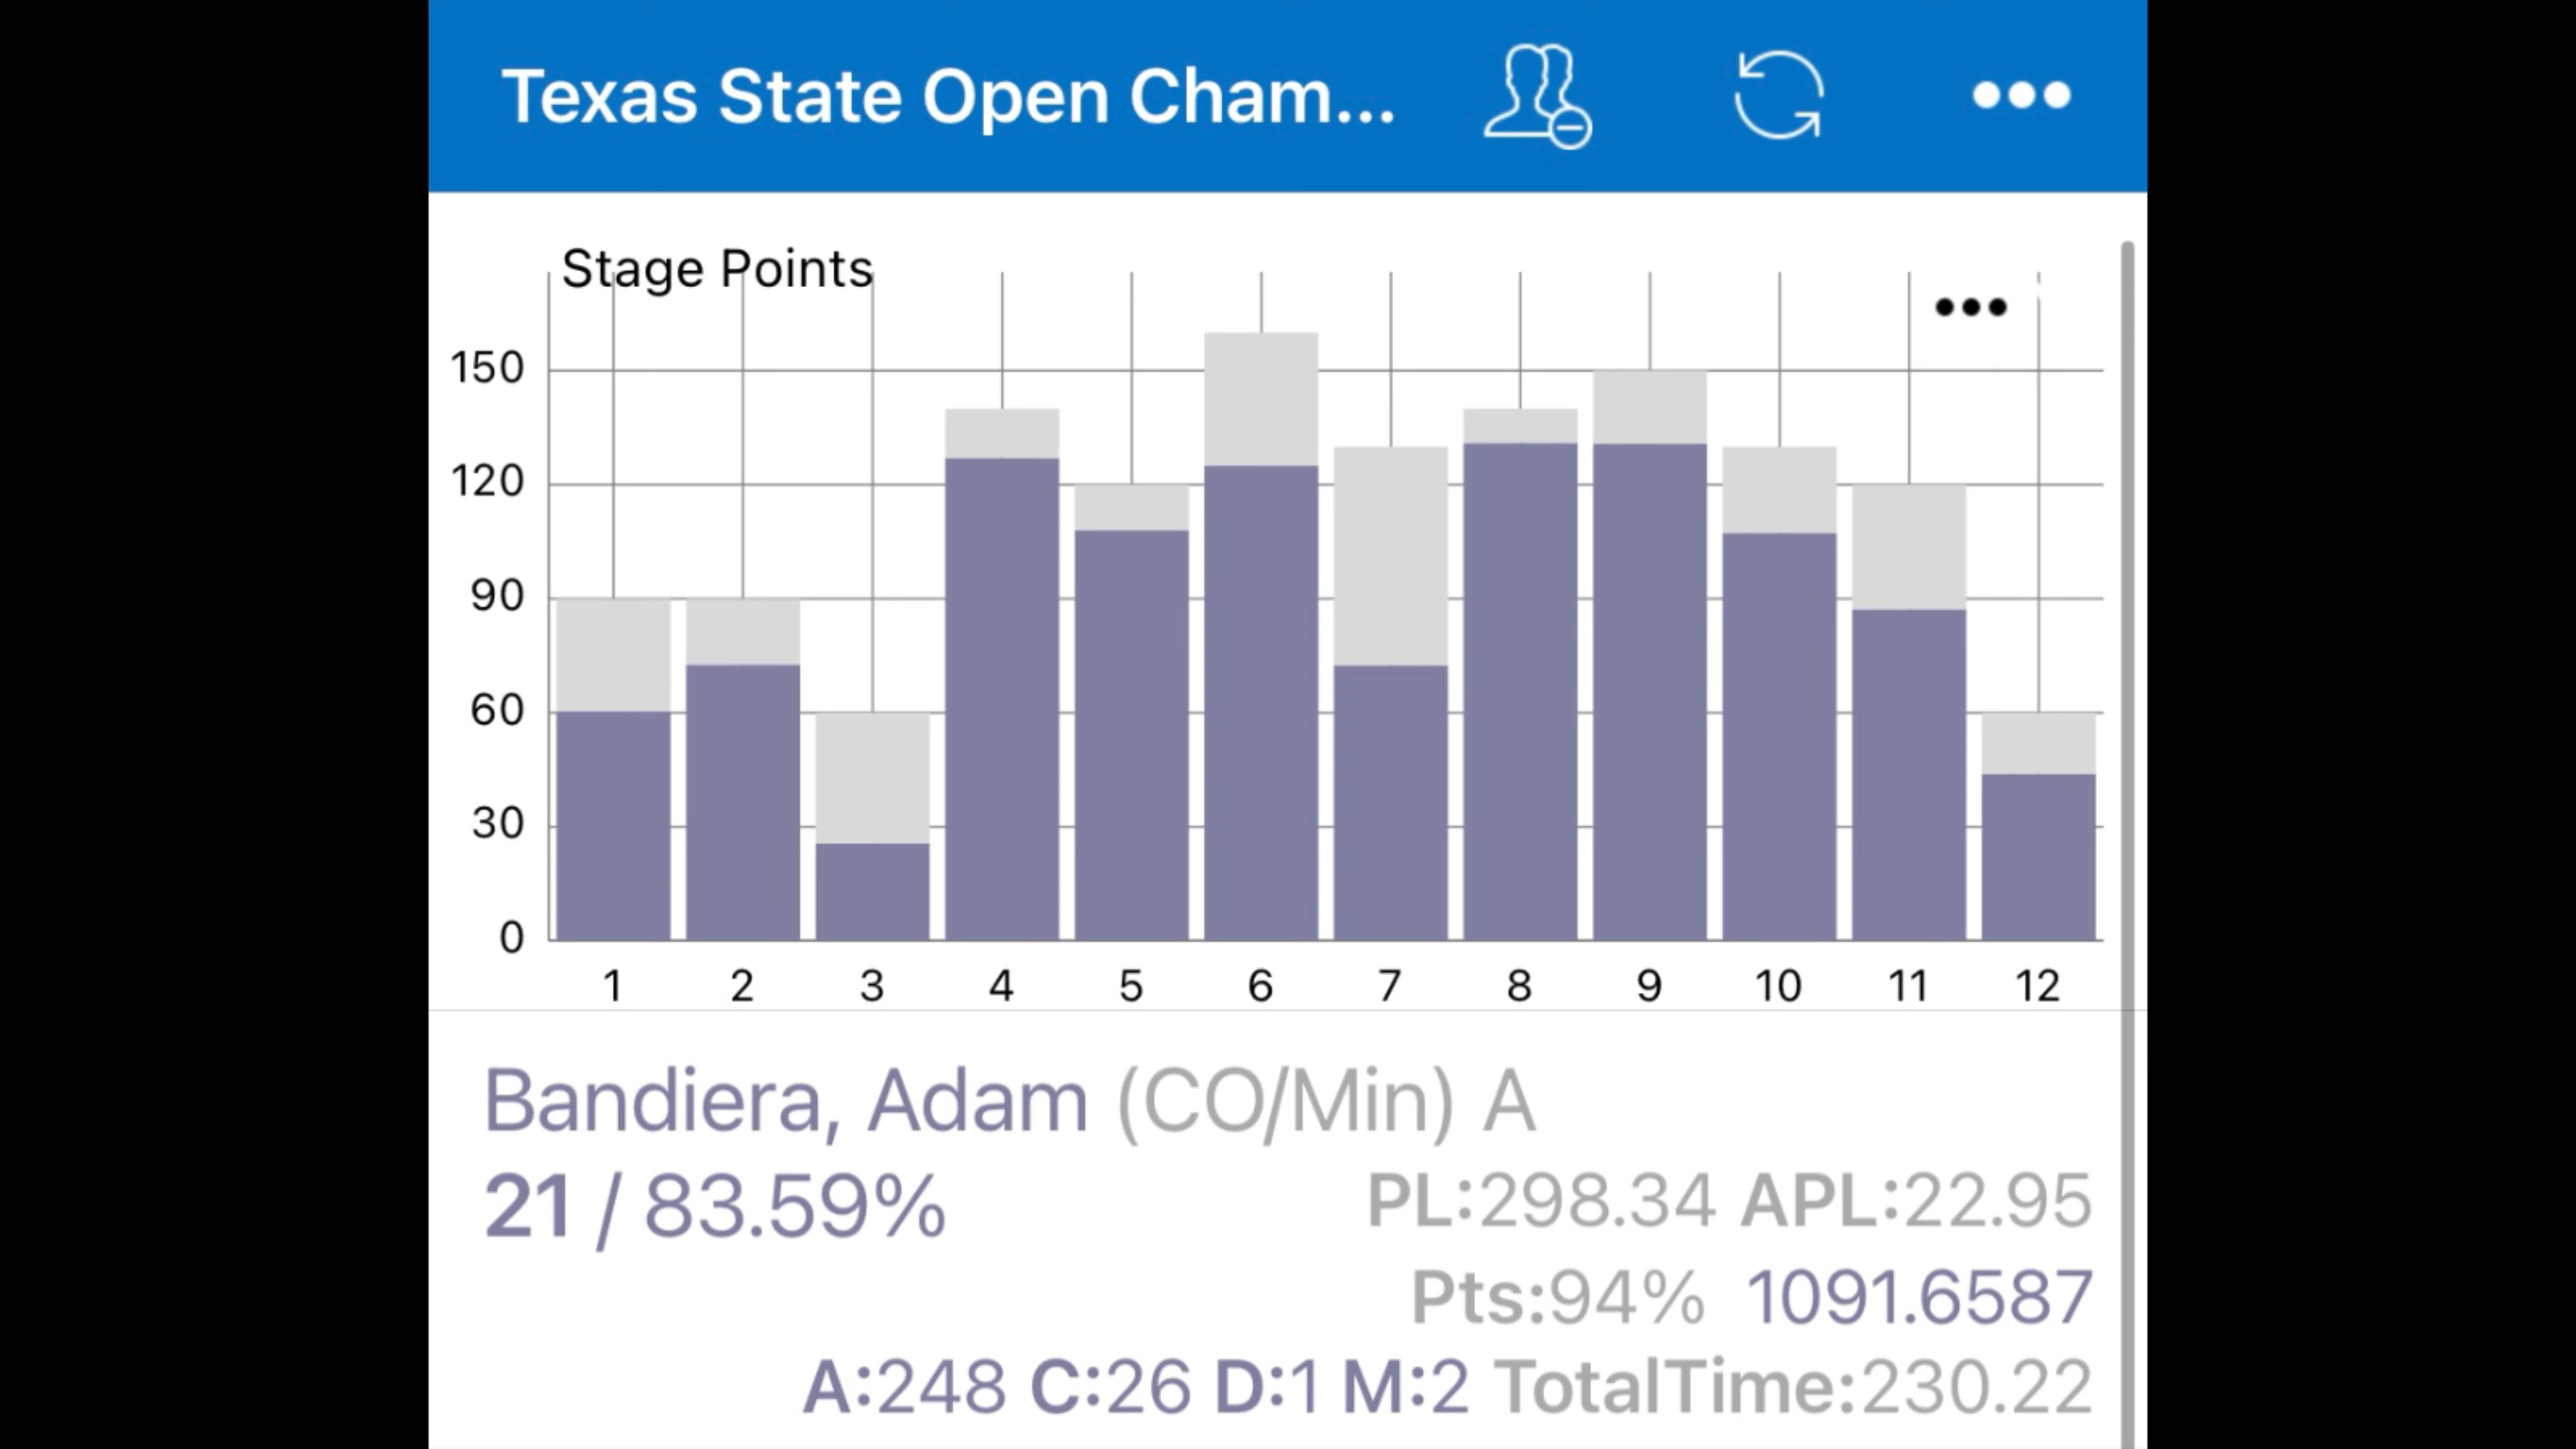 Texas State Open Cham...
Stage Points
150
120
90
60
30
0
1 2 3 4 5 6 7 8 9 10 11 12
Bandiera, Adam (CO/Min) A
21 / 83.59% PL:298.34 APL:22.95
Pts:94% 1091.6587
A:248 C:26 D:1 M:2 TotalTime:230.22